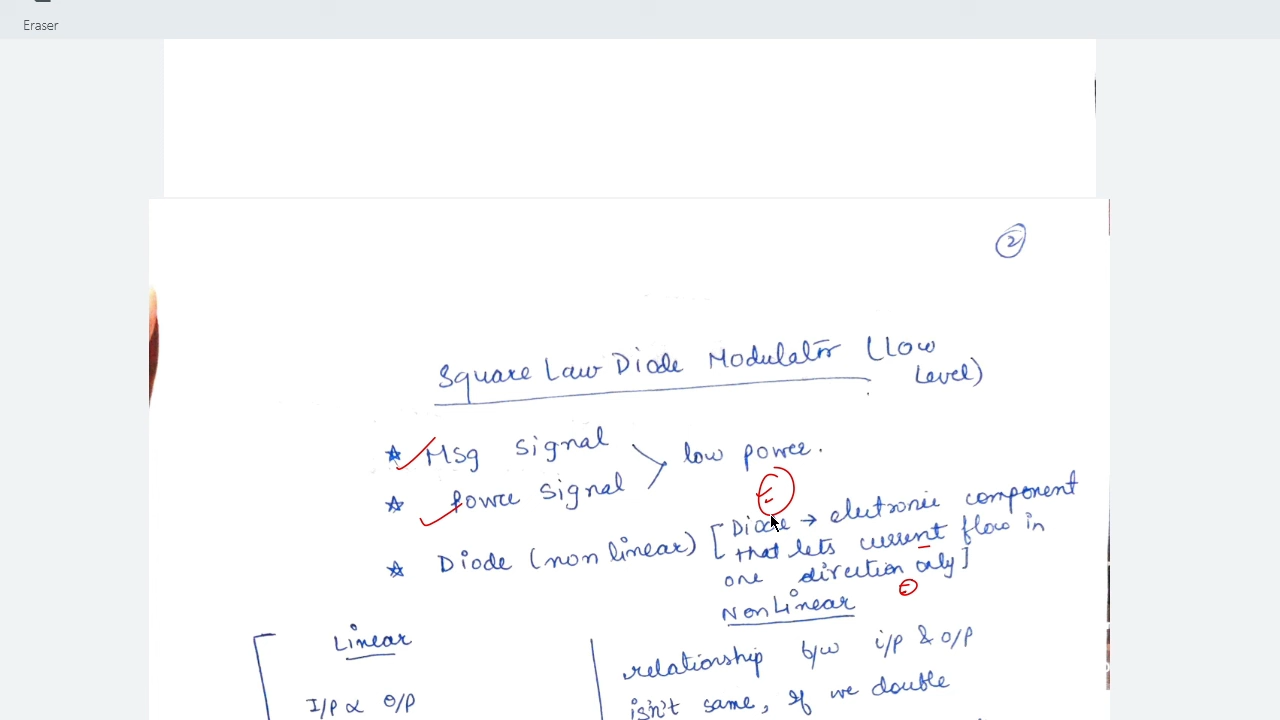 Eraser
2
Square Law Diode Modulator (Low
Level)
☆ Msg signal
low power.
☆ Powre signal
☆ Diode (non linear) [Diode → electronic component
that lets current flow in
one direction only]
Non Linear
Linear
relationship b/w i/p & o/p
I/P ∝ O/P
isn't same, If we double